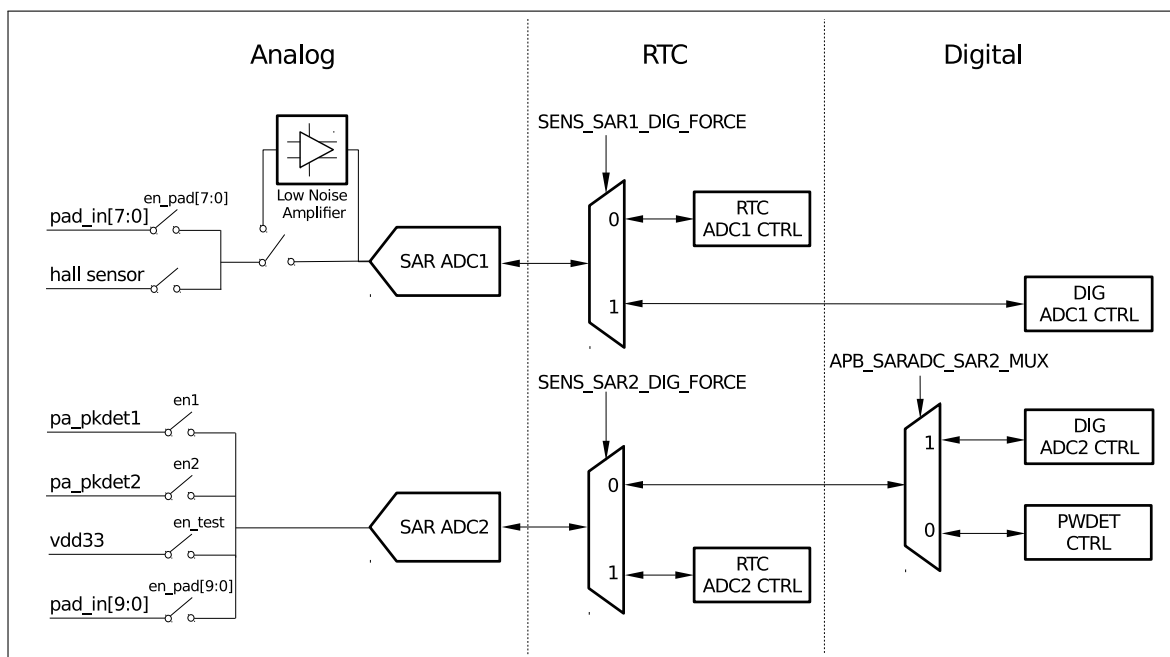 Analog
RTC
Digital
SENS_SAR1_DIG_FORCE
Low Noise
Amplifier
en_pad[7:0]
pad_in[7:0]
hall sensor
SAR ADC1
0
1
RTC
ADC1 CTRL
DIG
ADC1 CTRL
SENS_SAR2_DIG_FORCE
APB_SARADC_SAR2_MUX
en1
pa_pkdet1
en2
pa_pkdet2
en_test
vdd33
en_pad[9:0]
pad_in[9:0]
SAR ADC2
0
1
RTC
ADC2 CTRL
1
0
DIG
ADC2 CTRL
PWDET
CTRL